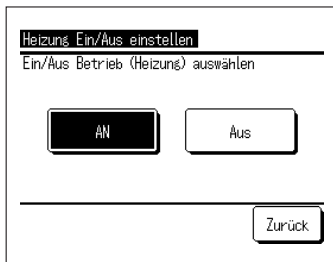 Heizung Ein/Aus einstellen
Ein/Aus Betrieb (Heizung) auswählen
AN
Aus
Zurück